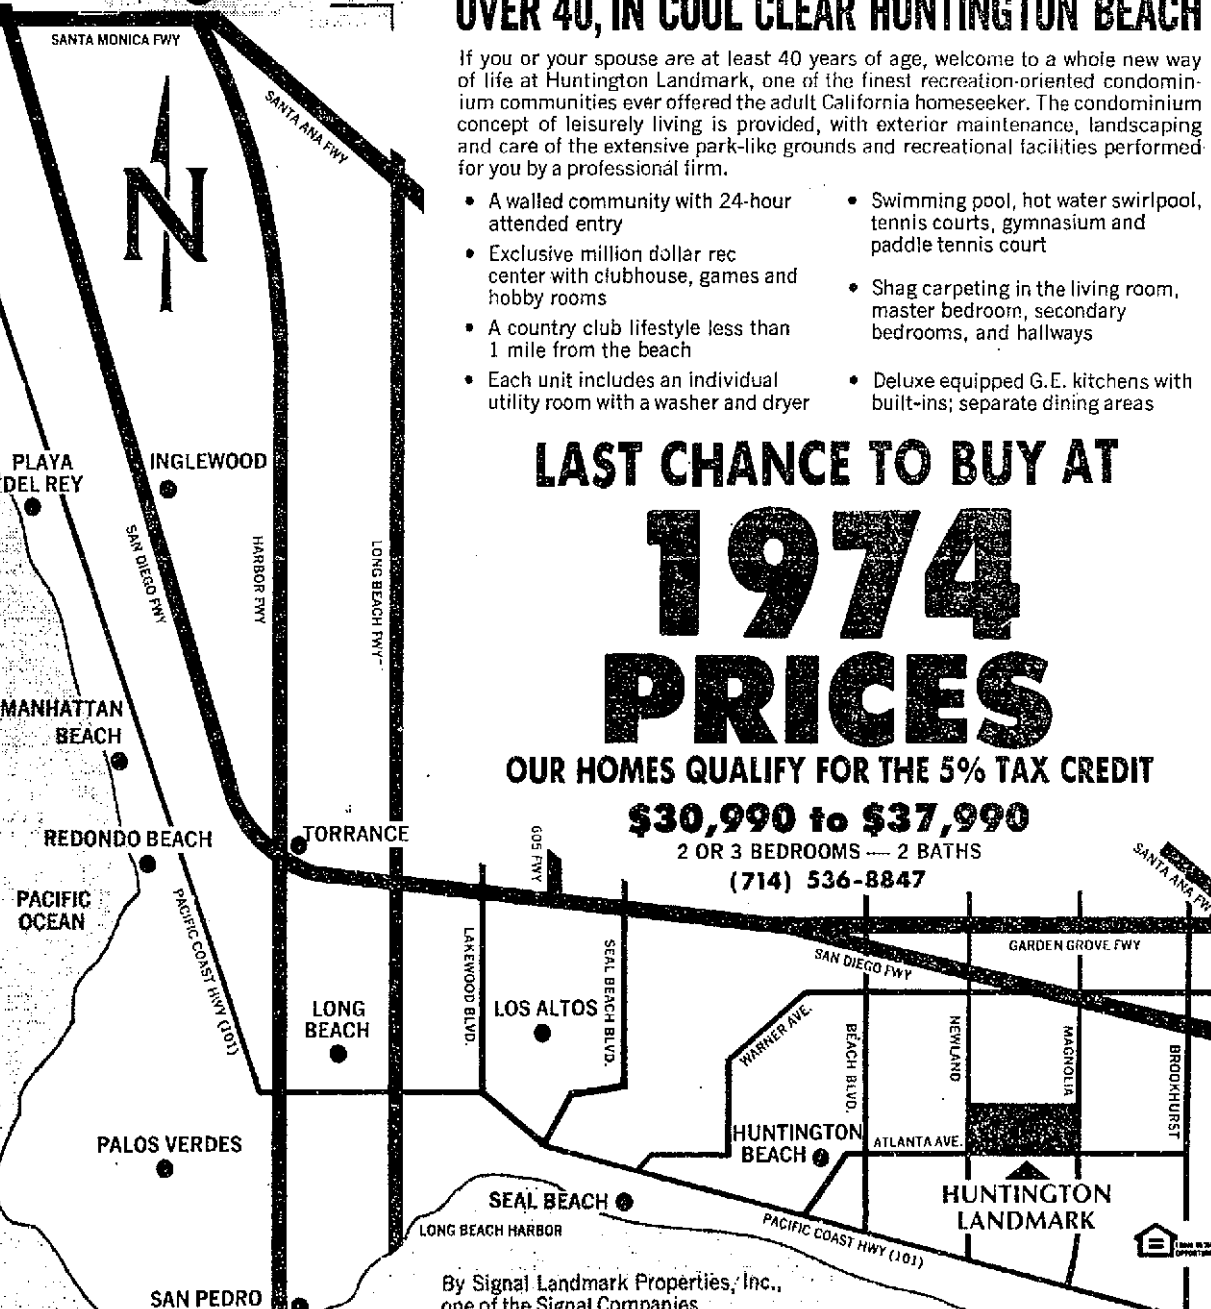 OVER 40, IN COOL CLEAR HUNTINGTON BEACH
If you or your spouse are at least 40 years of age, welcome to a whole new way
of life at Huntington Landmark, one of the finest recreation-oriented condomin-
ium communities ever offered the adult California homeseeker. The condominium
concept of leisurely living is provided, with exterior maintenance, landscaping
and care of the extensive park-like grounds and recreational facilities performed
for you by a professional firm.
• A walled community with 24-hour
attended entry
• Exclusive million dollar rec
center with clubhouse, games and
hobby rooms
• A country club lifestyle less than
1 mile from the beach
• Each unit includes an individual
utility room with a washer and dryer
• Swimming pool, hot water swirlpool,
tennis courts, gymnasium and
paddle tennis court
• Shag carpeting in the living room,
master bedroom, secondary
bedrooms, and hallways
• Deluxe equipped G.E. kitchens with
built-ins; separate dining areas
LAST CHANCE TO BUY AT
1974
PRICES
OUR HOMES QUALIFY FOR THE 5% TAX CREDIT
$30,990 to $37,990
2 OR 3 BEDROOMS — 2 BATHS
(714) 536-8847
SANTA MONICA FWY
SANTA ANA FWY
N
PLAYA
DEL REY
INGLEWOOD
SAN DIEGO FWY
HARBOR FWY
LONG BEACH FWY
MANHATTAN
BEACH
REDONDO BEACH
TORRANCE
605 FWY
SANTA ANA FWY
PACIFIC
OCEAN
PACIFIC COAST HWY (101)
LAKEWOOD BLVD.
SEAL BEACH BLVD.
GARDEN GROVE FWY
SAN DIEGO FWY
LONG
BEACH
LOS ALTOS
WARNER AVE.
BEACH BLVD.
NEWLAND
MAGNOLIA
BROOKHURST
PALOS VERDES
HUNTINGTON
BEACH
ATLANTA AVE.
SEAL BEACH
HUNTINGTON
LANDMARK
LONG BEACH HARBOR
PACIFIC COAST HWY (101)
SAN PEDRO
By Signal Landmark Properties, Inc.,
one of the Signal Companies